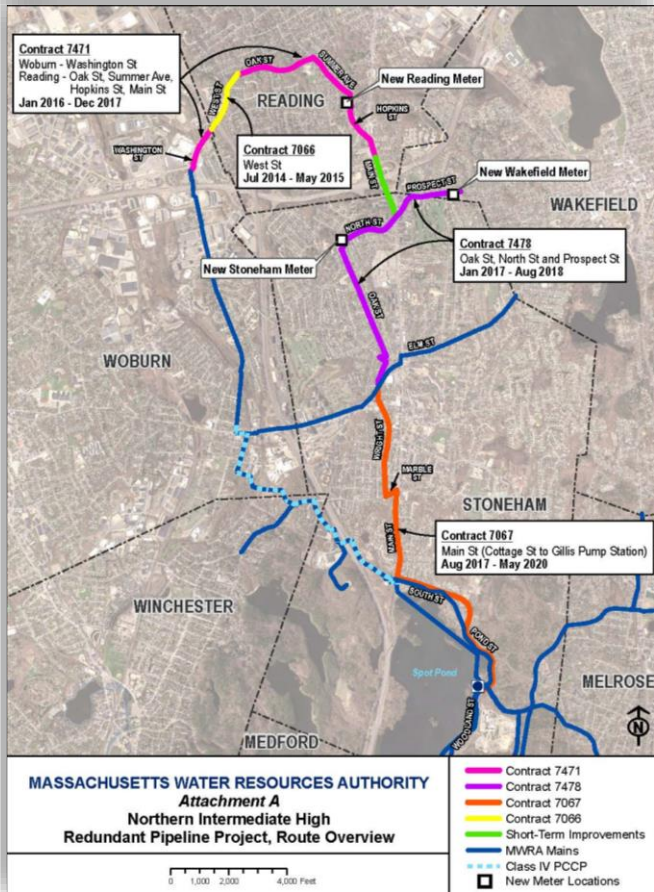 Contract 7471
Woburn - Washington St
Reading - Oak St, Summer Ave,
Hopkins St, Main St
Jan 2016 - Dec 2017
OAK ST
SUMMER AVE
WEST ST
READING
New Reading Meter
HOPKINS
ST
WASHINGTON
ST
Contract 7066
West St
Jul 2014 - May 2015
MAIN ST
PROSPECT ST
New Wakefield Meter
WAKEFIELD
NORTH ST
New Stoneham Meter
Contract 7478
Oak St, North St and Prospect St
Jan 2017 - Aug 2018
OAK ST
ELM ST
WOBURN
WRIGHT ST
MARBLE
ST
STONEHAM
MAIN ST
Contract 7067
Main St (Cottage St to Gillis Pump Station)
Aug 2017 - May 2020
WINCHESTER
SOUTH ST
POND ST
Spot Pond
MELROSE
WOODLAND ST
MEDFORD
N
MASSACHUSETTS WATER RESOURCES AUTHORITY
Attachment A
Northern Intermediate High
Redundant Pipeline Project, Route Overview
0 1,000 2,000 4,000 Feet
Contract 7471
Contract 7478
Contract 7067
Contract 7066
Short-Term Improvements
MWRA Mains
Class IV PCCP
New Meter Locations